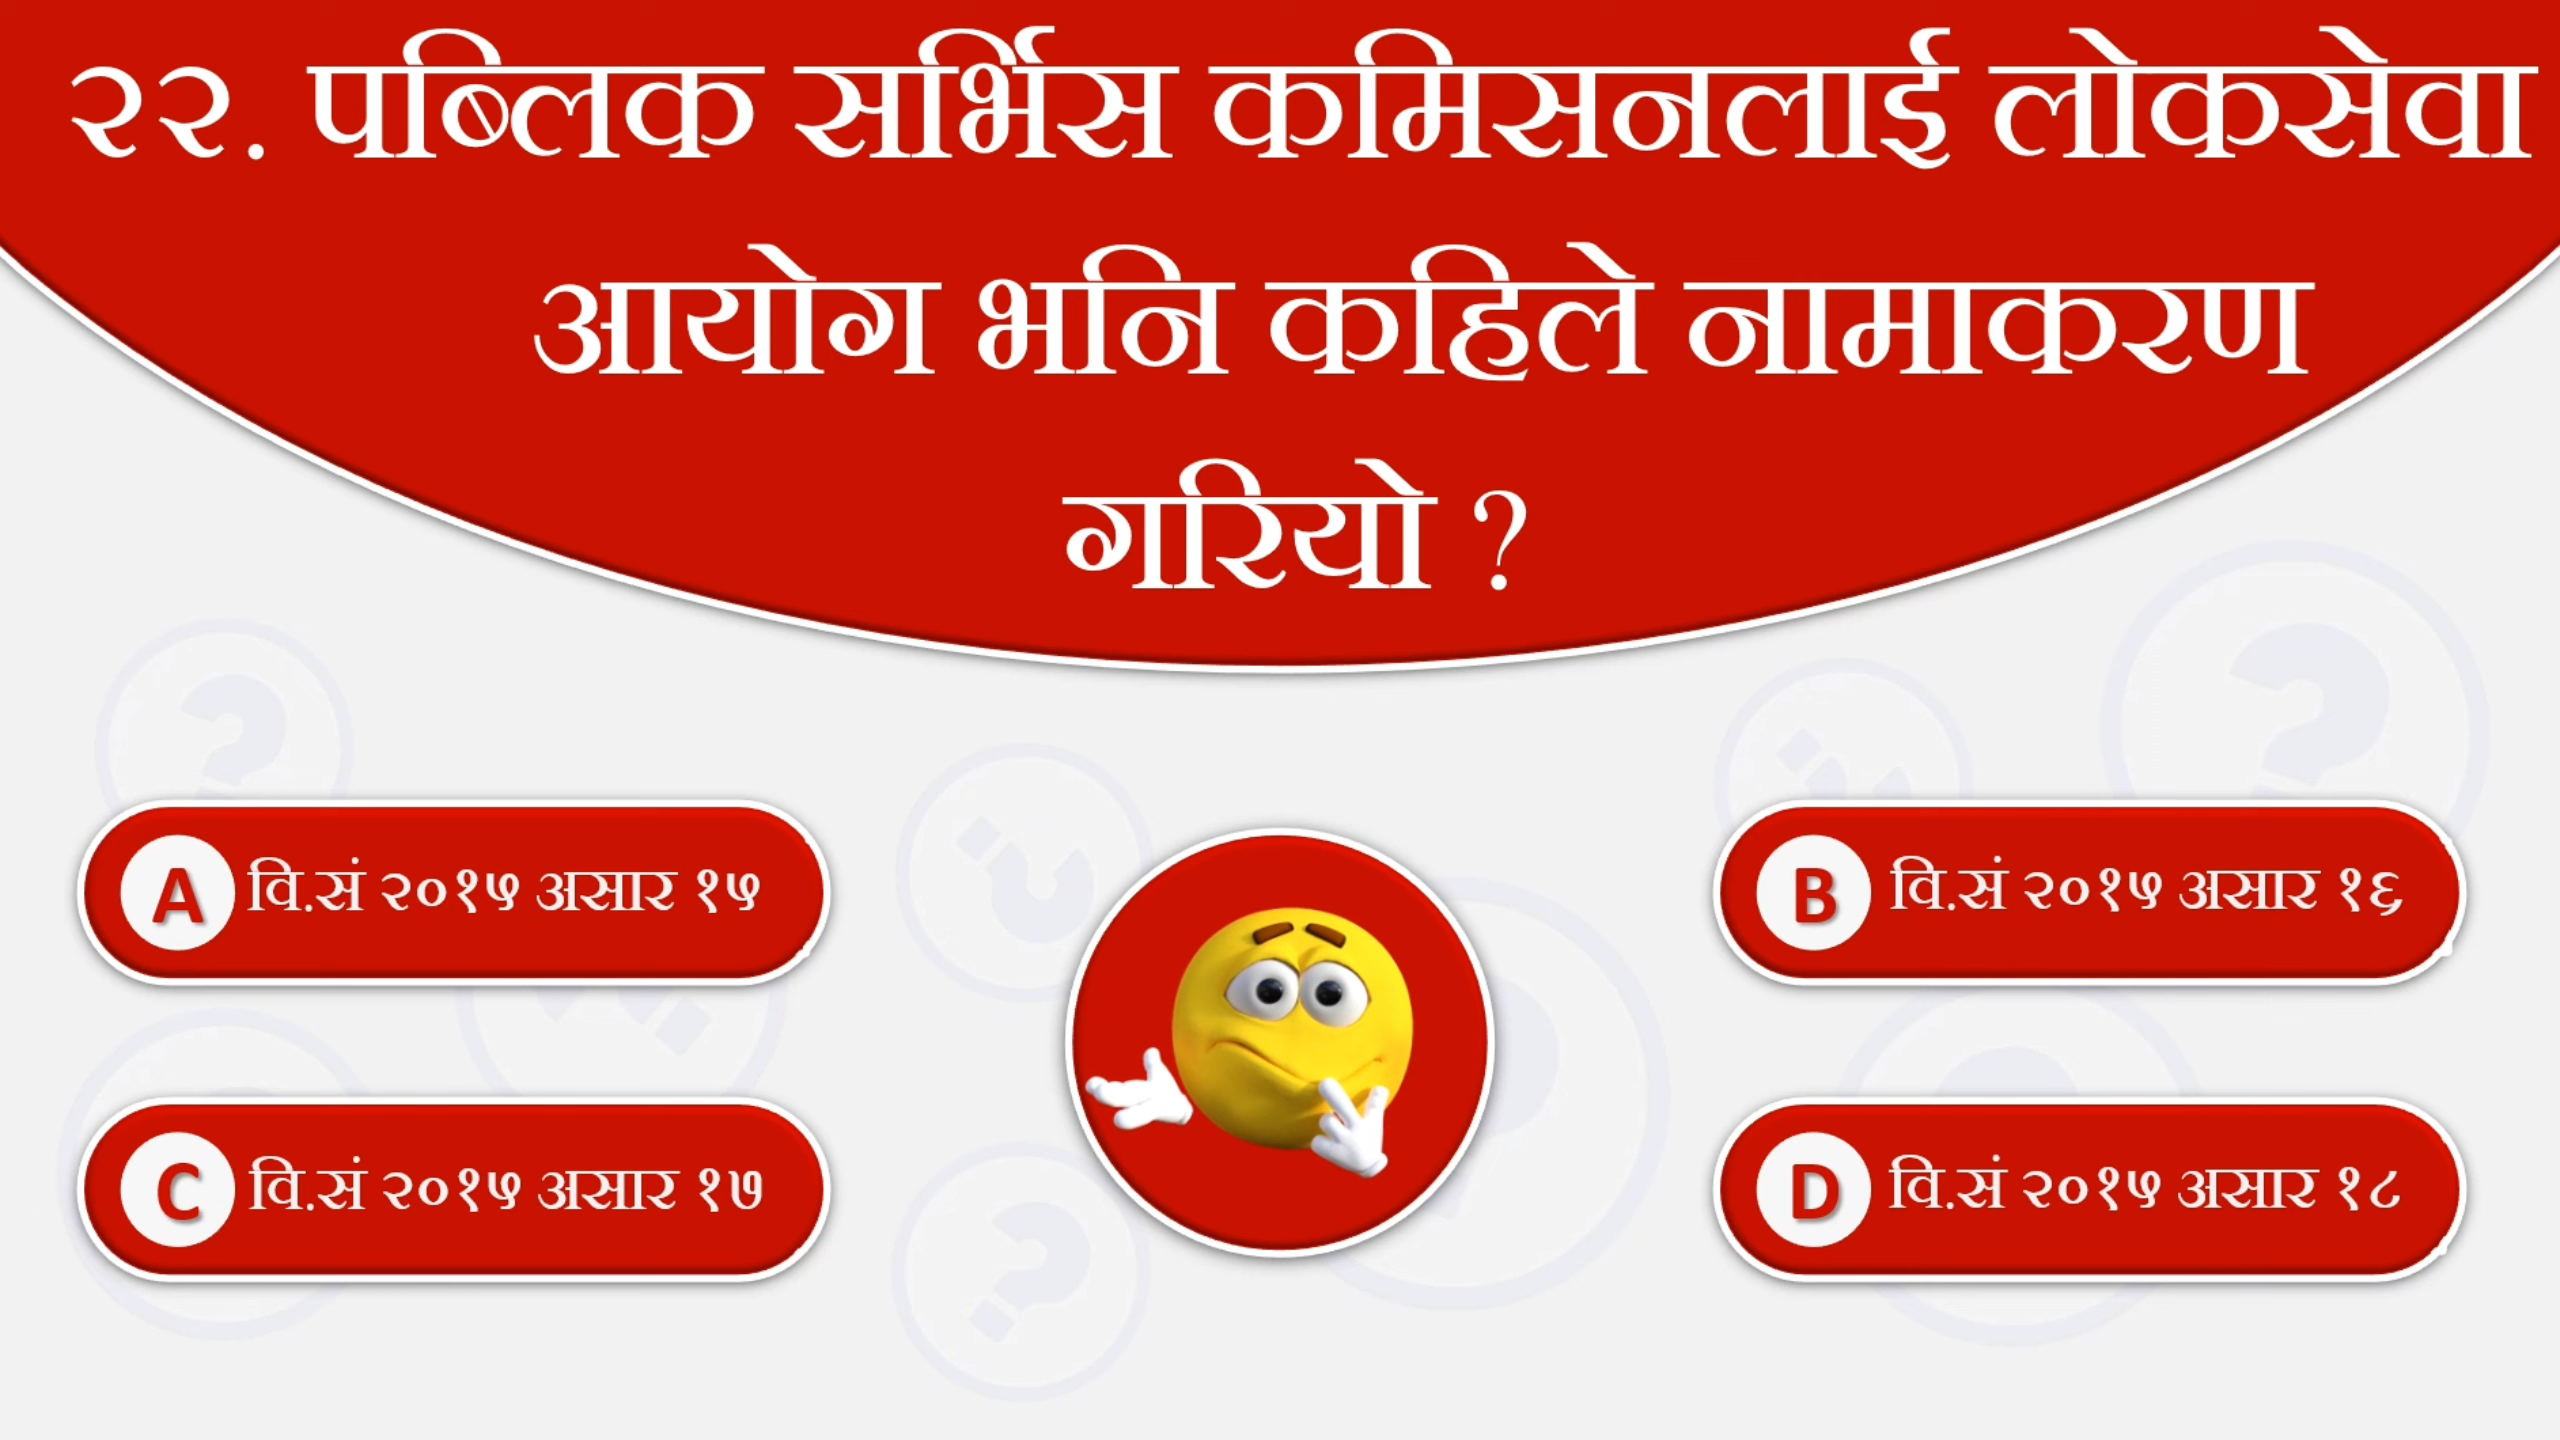 २२. पब्लिक सर्भिस कमिसनलाई लोकसेवा
आयोग भनि कहिले नामाकरण
गरियो ?
A वि.सं २०१५ असार १५
B वि.सं २०१५ असार १६
C वि.सं २०१५ असार १७
D वि.सं २०१५ असार १८